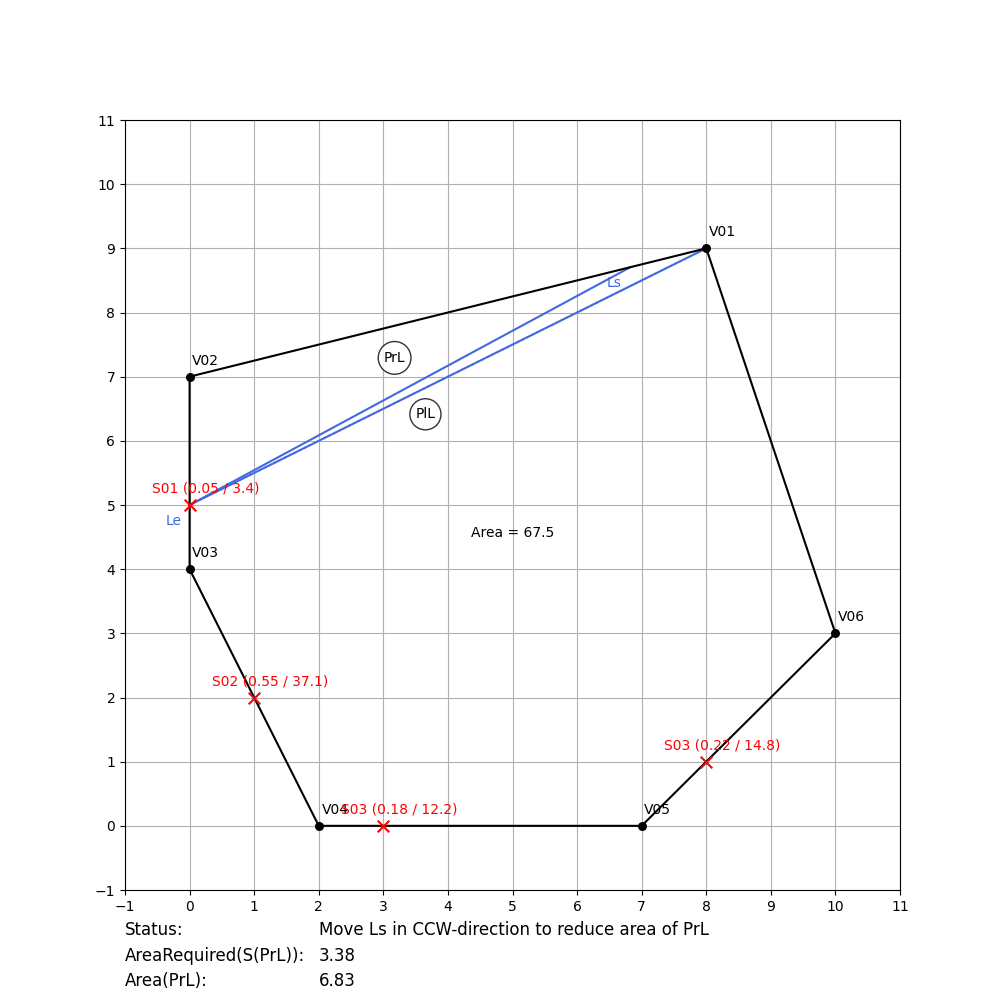 11
10
9
8
7
6
5
4
3
2
1
0
−1
−1 0 1 2 3 4 5 6 7 8 9 10 11
V01
Ls
V02
PrL
PlL
S01 (0.05 / 3.4)
Le
Area = 67.5
V03
V06
S02 (0.55 / 37.1)
S03 (0.22 / 14.8)
V04
S03 (0.18 / 12.2)
V05
Status: Move Ls in CCW-direction to reduce area of PrL
AreaRequired(S(PrL)): 3.38
Area(PrL): 6.83